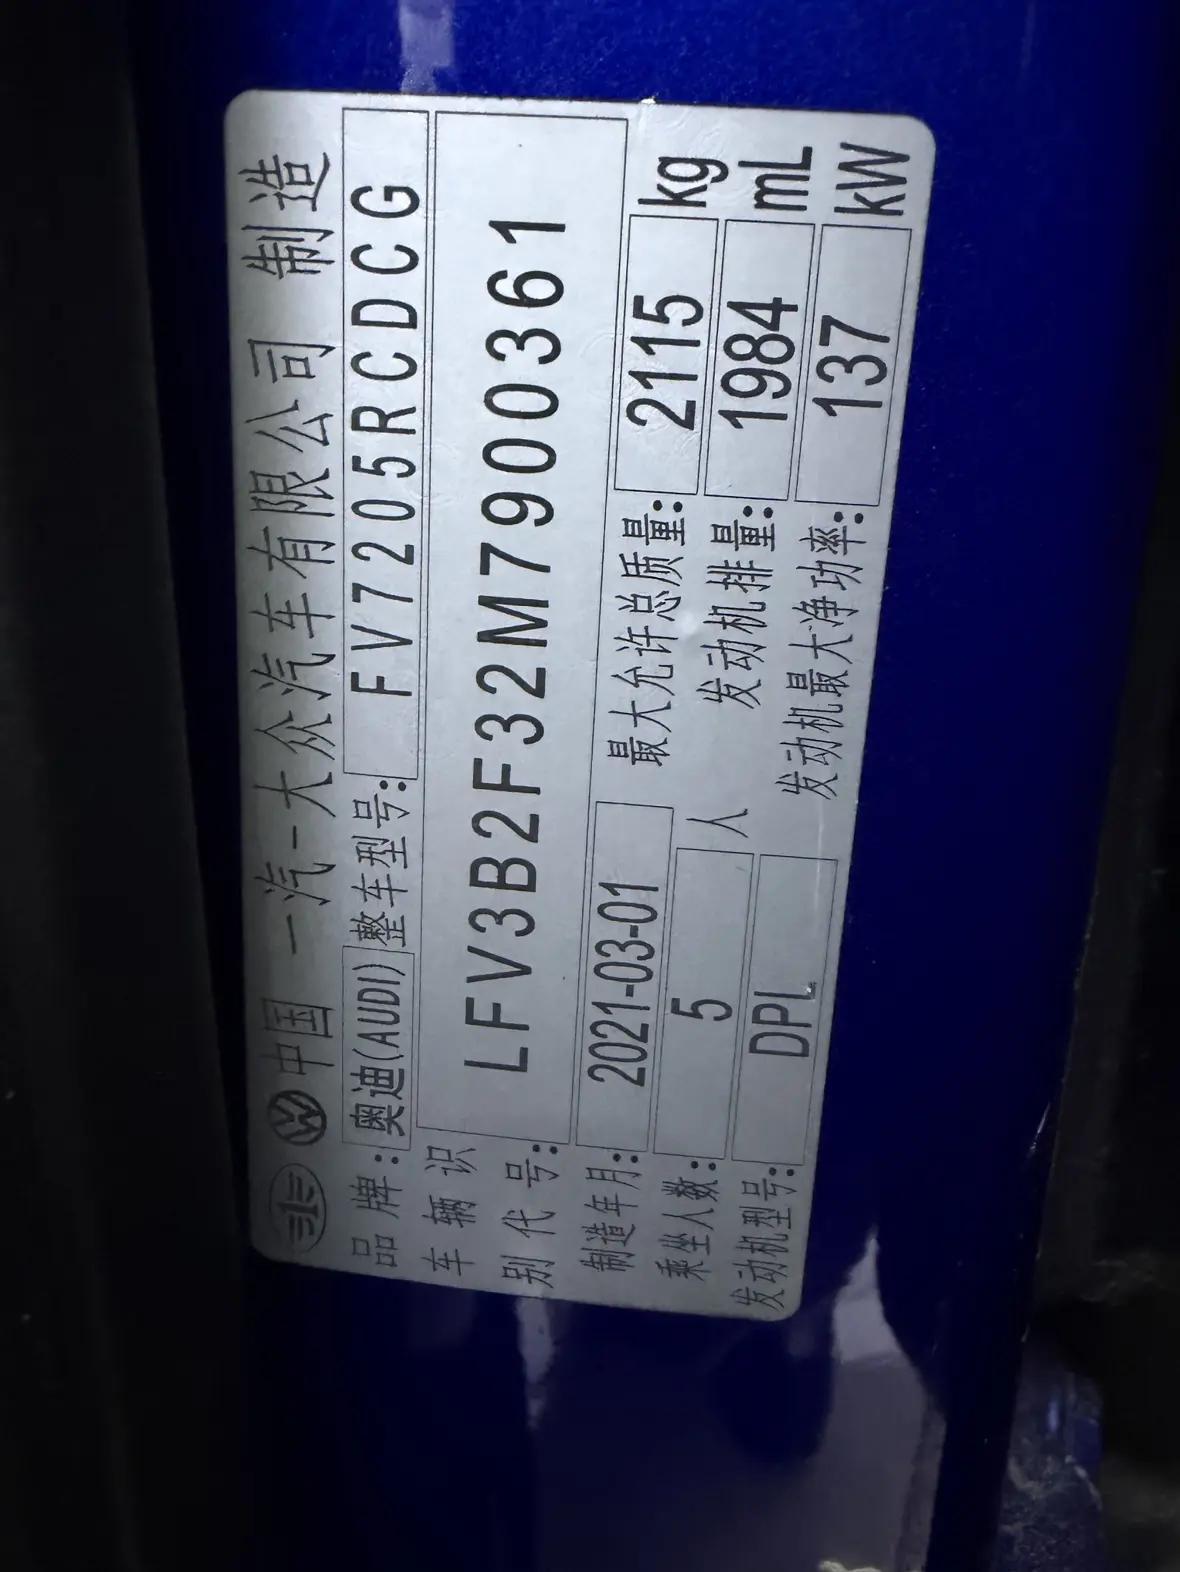 中国 一汽-大众汽车有限公司 制造
品牌: 奥迪(AUDI) 整车型号: FV7205RCDCG
车辆识别代号: LFV3B2F32M7900361
制造年月: 2021-03-01 最大允许总质量: 2115 kg
乘坐人数: 5 人 发动机排量: 1984 mL
发动机型号: DPL 发动机最大净功率: 137 kW